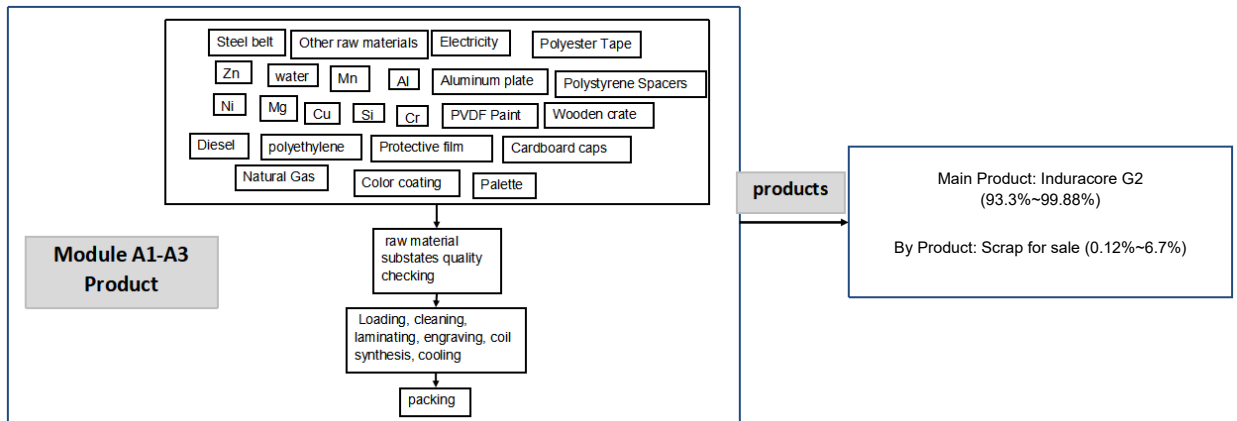 Steel belt
Other raw materials
Electricity
Polyester Tape
Zn
water
Mn
Al
Aluminum plate
Polystyrene Spacers
Ni
Mg
Cu
Si
Cr
PVDF Paint
Wooden crate
Diesel
polyethylene
Protective film
Cardboard caps
Natural Gas
Color coating
Palette
raw material
substates quality
checking
Loading, cleaning,
laminating, engraving, coil
synthesis, cooling
packing
Module A1-A3
Product
products
Main Product: Induracore G2
(93.3%~99.88%)
By Product: Scrap for sale (0.12%~6.7%)